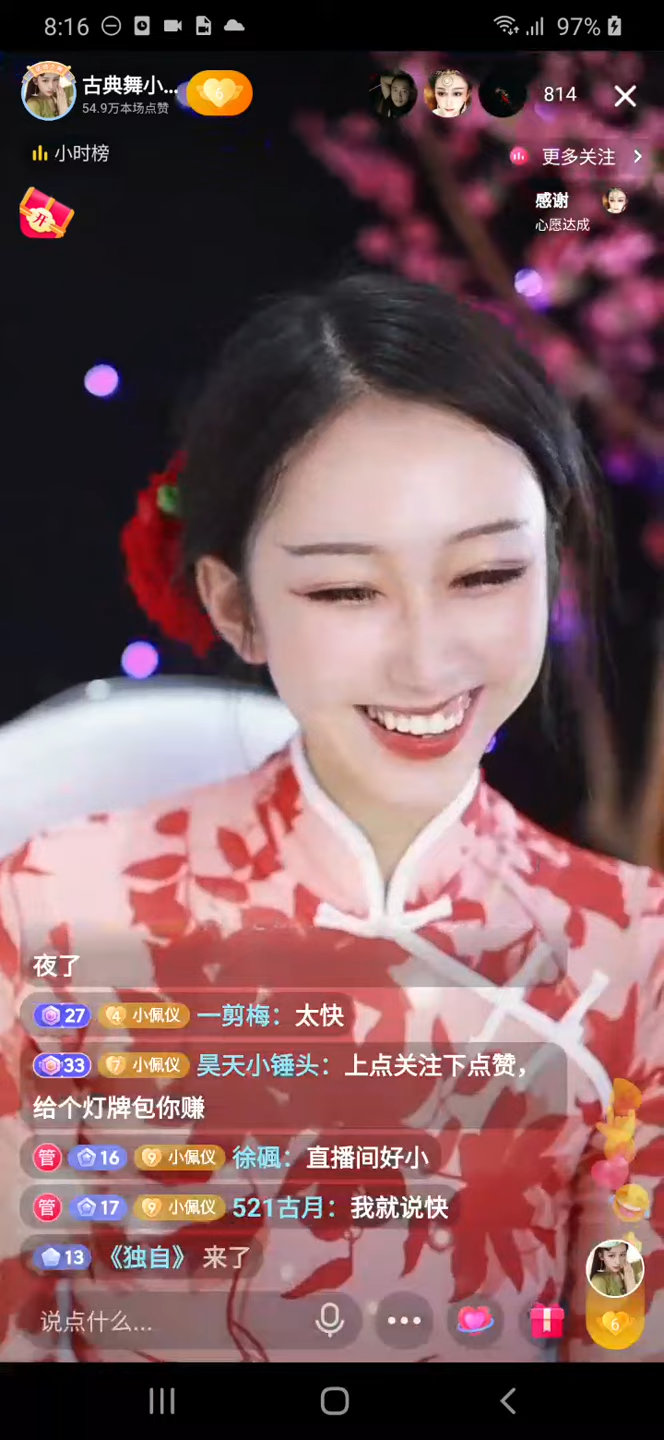 8:16
97%
古典舞小...
54.9万本场点赞
6
814
小时榜
更多关注
开
感谢
心愿达成
夜了
27 4 小佩仪 一剪梅：太快
33 7 小佩仪 昊天小锤头：上点关注下点赞，
给个灯牌包你赚
管 16 9 小佩仪 徐碸：直播间好小
管 17 9 小佩仪 521古月：我就说快
13 《独自》 来了
说点什么...
6